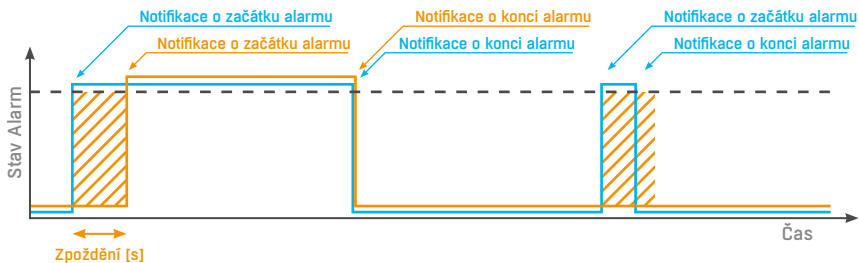 Notifikace o začátku alarmu
Notifikace o konci alarmu
Notifikace o začátku alarmu
Notifikace o začátku alarmu
Notifikace o konci alarmu
Notifikace o konci alarmu
Stav Alarm
Čas
Zpoždění [s]